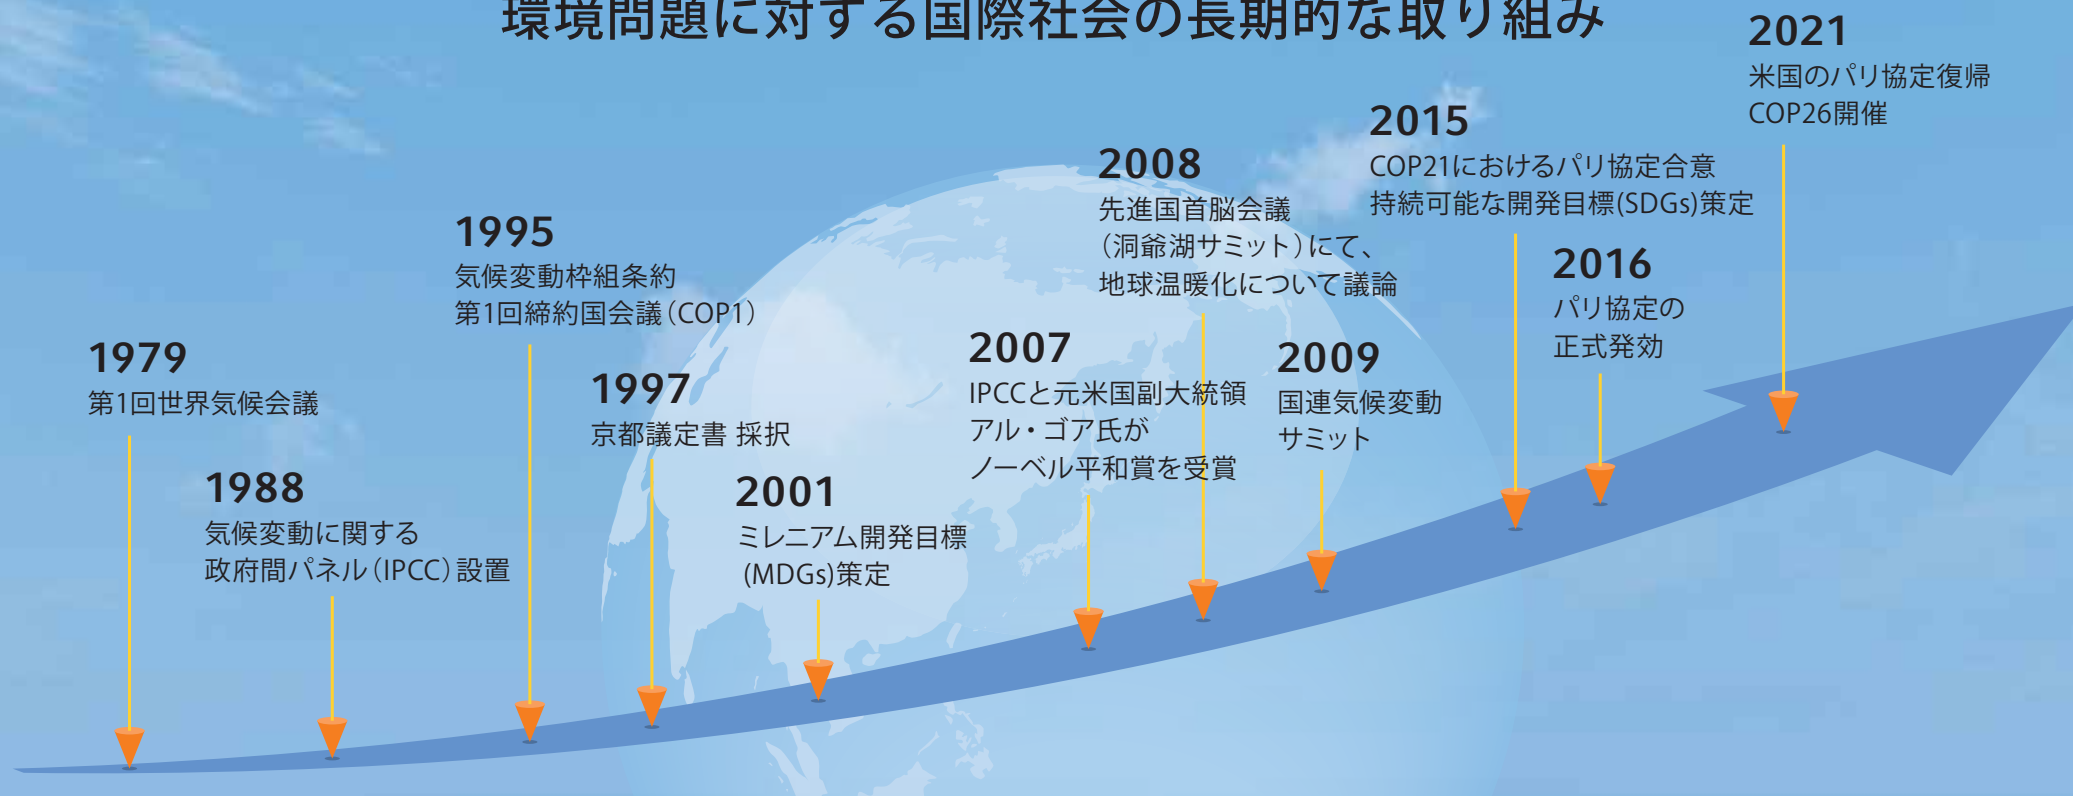 環境問題に対する国際社会の長期的な取り組み
1979
第1回世界気候会議
1988
気候変動に関する
政府間パネル（IPCC）設置
1995
気候変動枠組条約
第1回締約国会議（COP1）
1997
京都議定書 採択
2001
ミレニアム開発目標
(MDGs)策定
2007
IPCCと元米国副大統領
アル・ゴア氏が
ノーベル平和賞を受賞
2008
先進国首脳会議
（洞爺湖サミット）にて、
地球温暖化について議論
2009
国連気候変動
サミット
2015
COP21におけるパリ協定合意
持続可能な開発目標(SDGs)策定
2016
パリ協定の
正式発効
2021
米国のパリ協定復帰
COP26開催